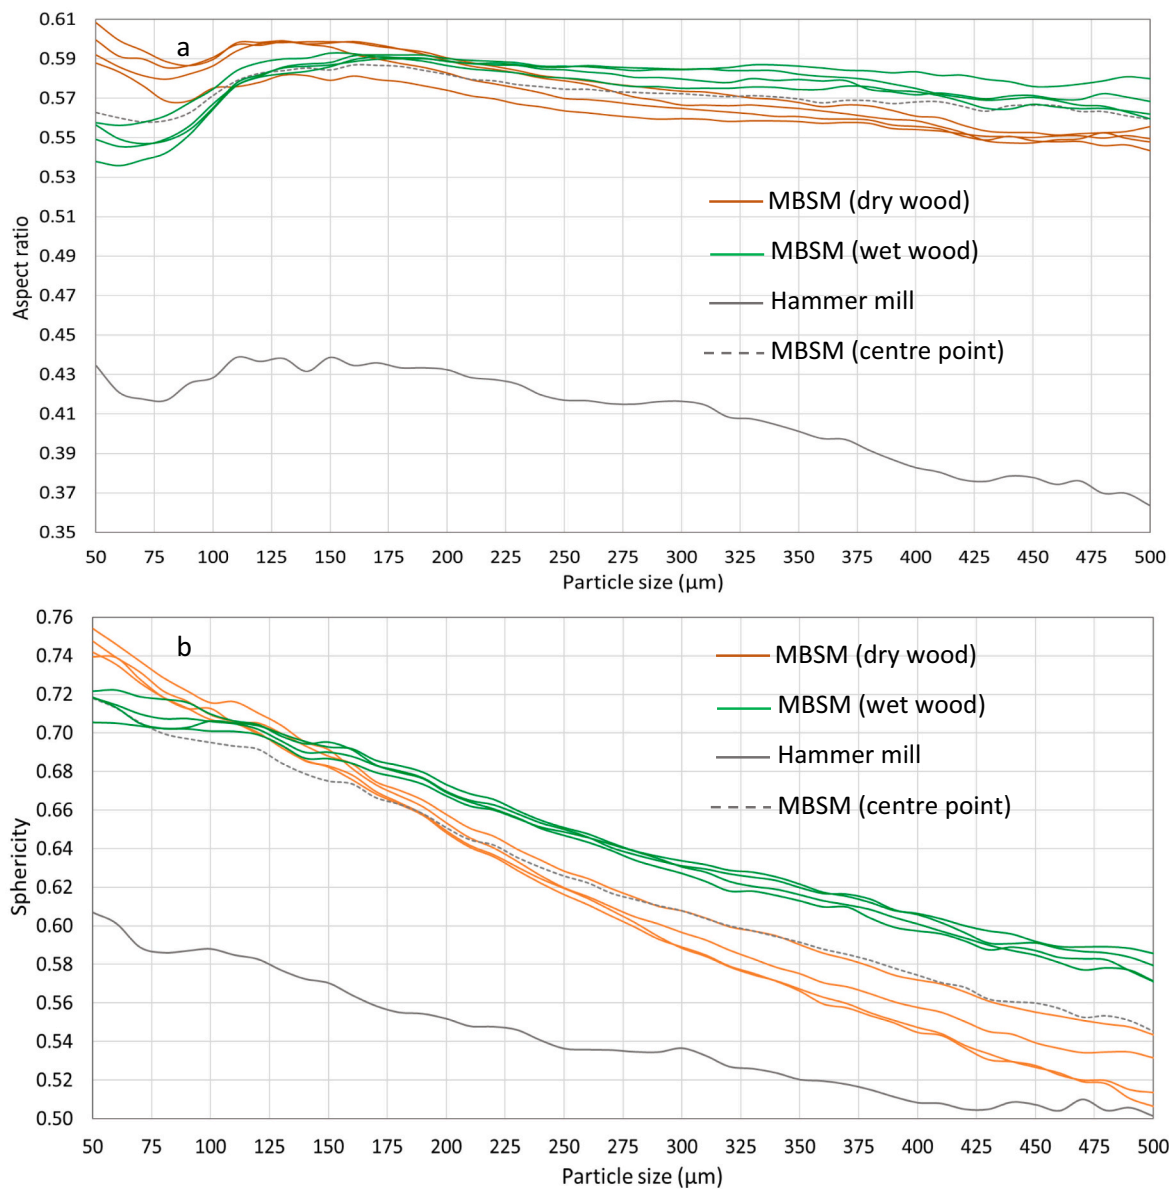 a
0.61
0.59
0.57
0.55
0.53
0.51
0.49
0.47
0.45
0.43
0.41
0.39
0.37
0.35
Aspect ratio
MBSM (dry wood)
MBSM (wet wood)
Hammer mill
MBSM (centre point)
50 75 100 125 150 175 200 225 250 275 300 325 350 375 400 425 450 475 500
Particle size (μm)
b
0.76
0.74
0.72
0.70
0.68
0.66
0.64
0.62
0.60
0.58
0.56
0.54
0.52
0.50
Sphericity
MBSM (dry wood)
MBSM (wet wood)
Hammer mill
MBSM (centre point)
50 75 100 125 150 175 200 225 250 275 300 325 350 375 400 425 450 475 500
Particle size (μm)